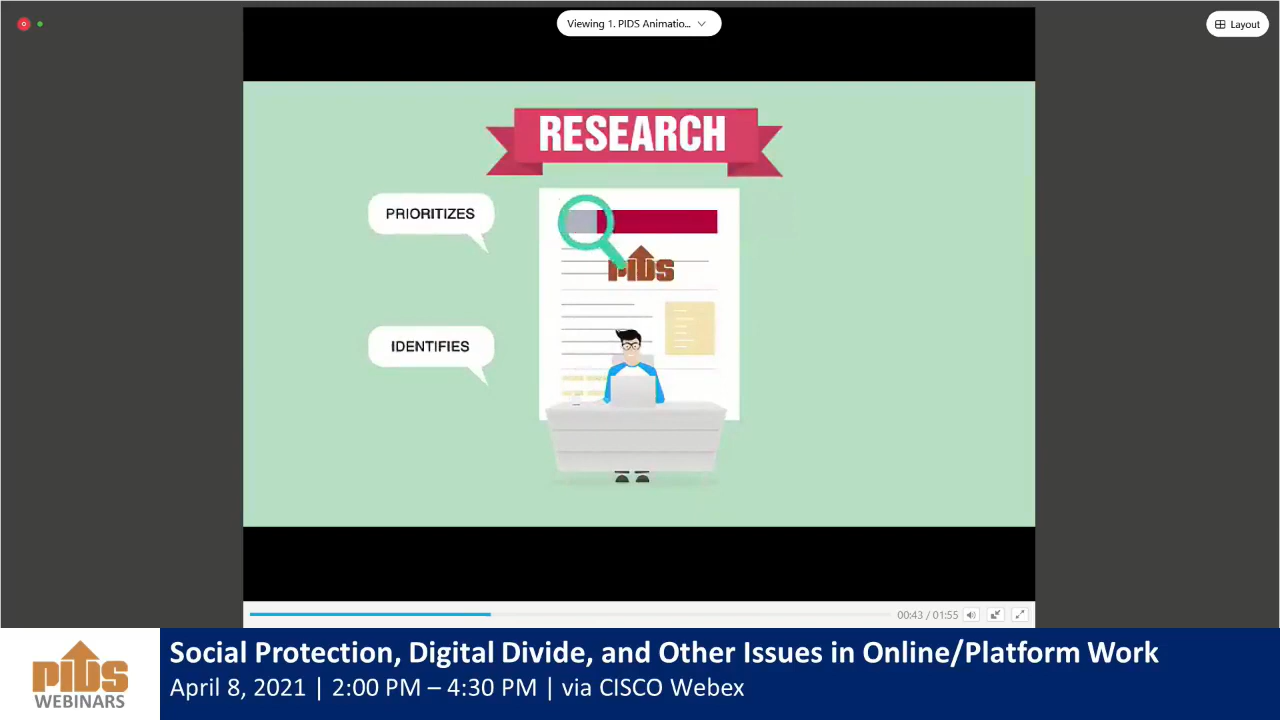 Viewing 1. PIDS Animatio...
Layout
RESEARCH
PRIORITIZES
PIDS
IDENTIFIES
00:43 / 01:55
PIDS
WEBINARS
Social Protection, Digital Divide, and Other Issues in Online/Platform Work
April 8, 2021 | 2:00 PM – 4:30 PM | via CISCO Webex